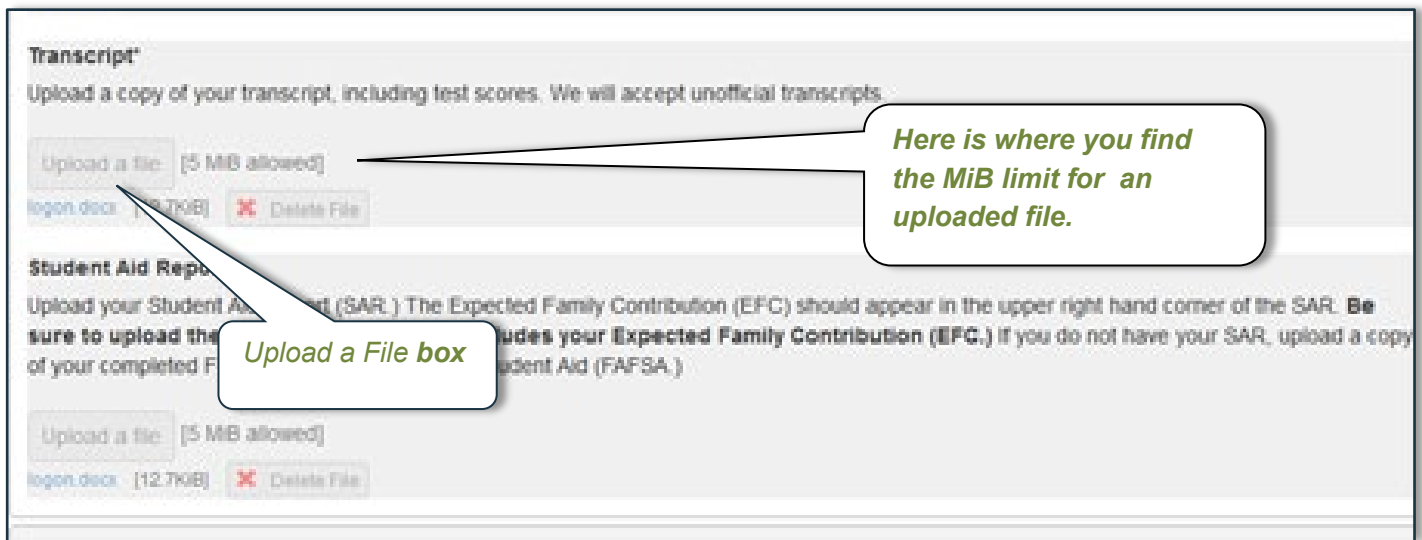 Transcript*
Upload a copy of your transcript, including test scores. We will accept unofficial transcripts.
Here is where you find
the MiB limit for an
uploaded file.
Upload a file [5 MiB allowed]
logon.docx 7KiB] Delete File
Student Aid Repo
Upload your Student A rt (SAR.) The Expected Family Contribution (EFC) should appear in the upper right hand corner of the SAR. Be
sure to upload the udes your Expected Family Contribution (EFC.) If you do not have your SAR, upload a copy
Upload a File box
of your completed F udent Aid (FAFSA.)
Upload a file [5 MiB allowed]
logon.docx [12.7KiB] Delete File